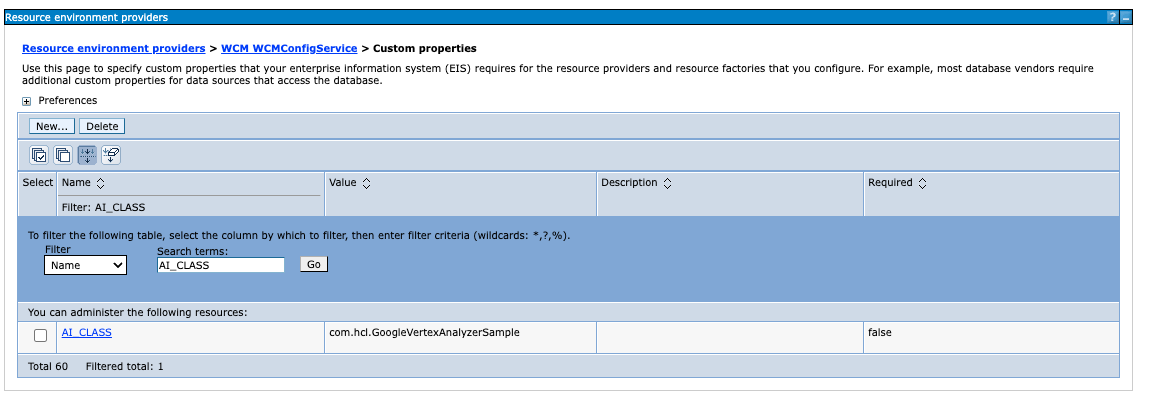 Resource environment providers ? –
Resource environment providers > WCM WCMConfigService > Custom properties
Use this page to specify custom properties that your enterprise information system (EIS) requires for the resource providers and resource factories that you configure. For example, most database vendors require
additional custom properties for data sources that access the database.
Preferences
New... Delete
Select Name Value Description Required
Filter: AI_CLASS
To filter the following table, select the column by which to filter, then enter filter criteria (wildcards: *,?,%).
Filter Search terms:
Name AI_CLASS Go
You can administer the following resources:
AI_CLASS com.hcl.GoogleVertexAnalyzerSample false
Total 60 Filtered total: 1